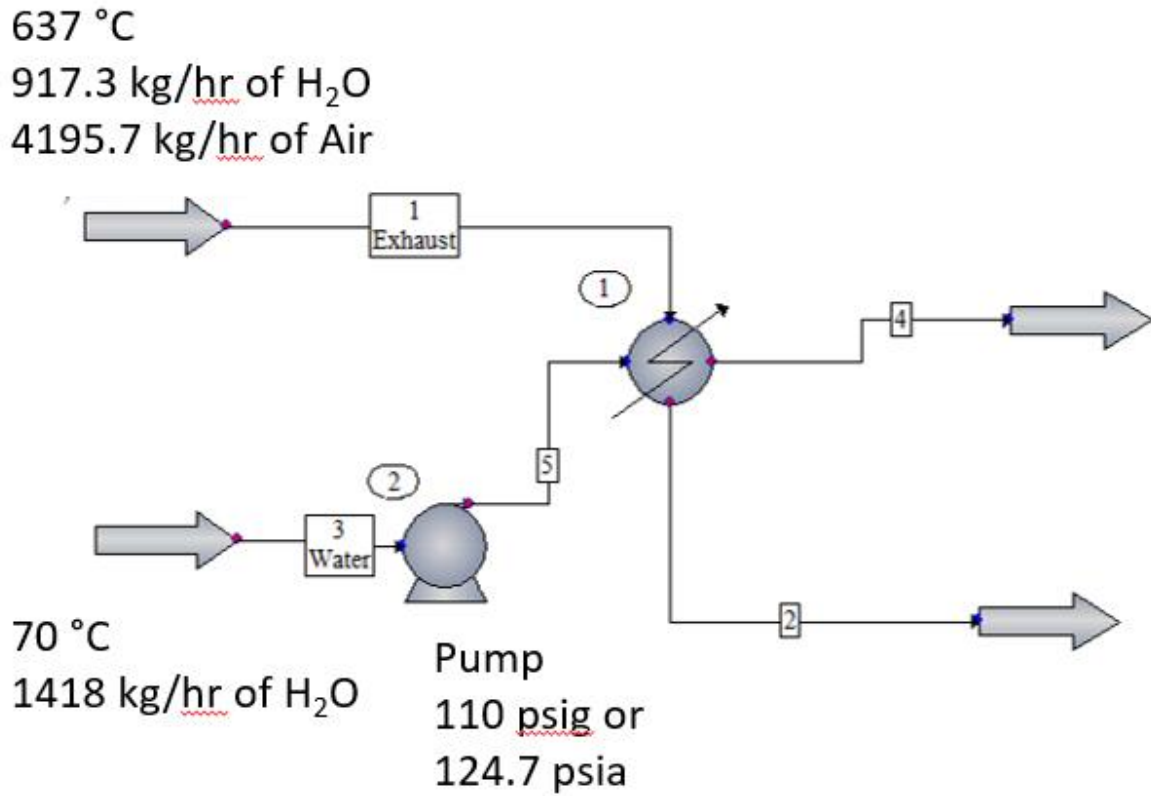 637 °C
917.3 kg/hr of H₂O
4195.7 kg/hr of Air
1
Exhaust
1
4
5
2
3
Water
2
70 °C
1418 kg/hr of H₂O
Pump
110 psig or
124.7 psia